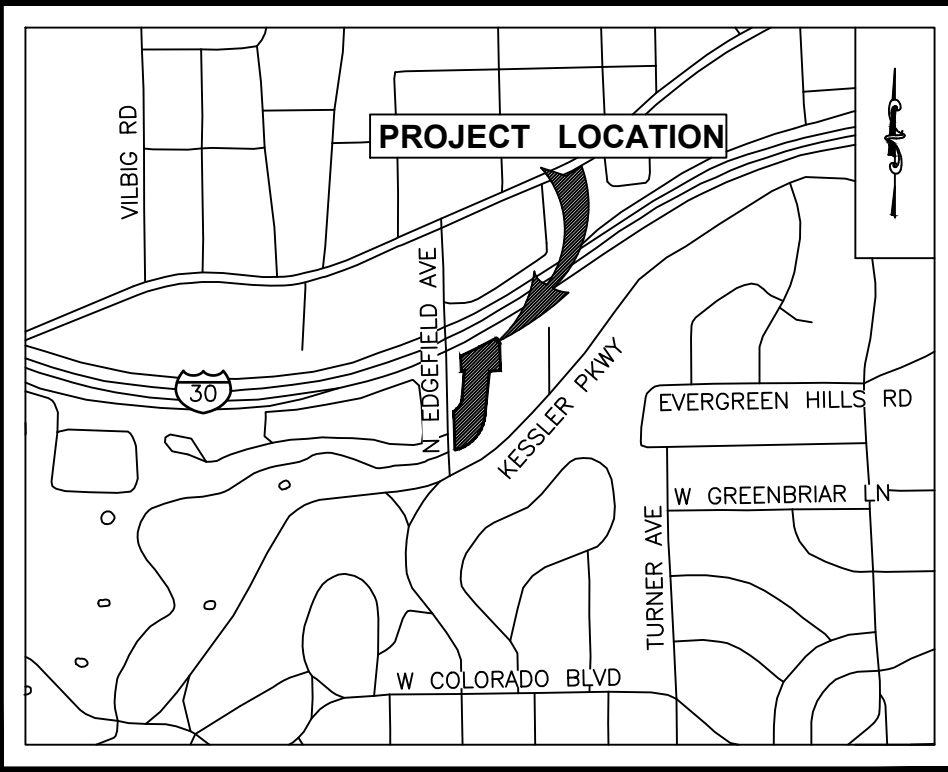 PROJECT LOCATION
VILBIG RD
N EDGEFIELD AVE
30
KESSLER PKWY
EVERGREEN HILLS RD
W GREENBRIAR LN
TURNER AVE
W COLORADO BLVD